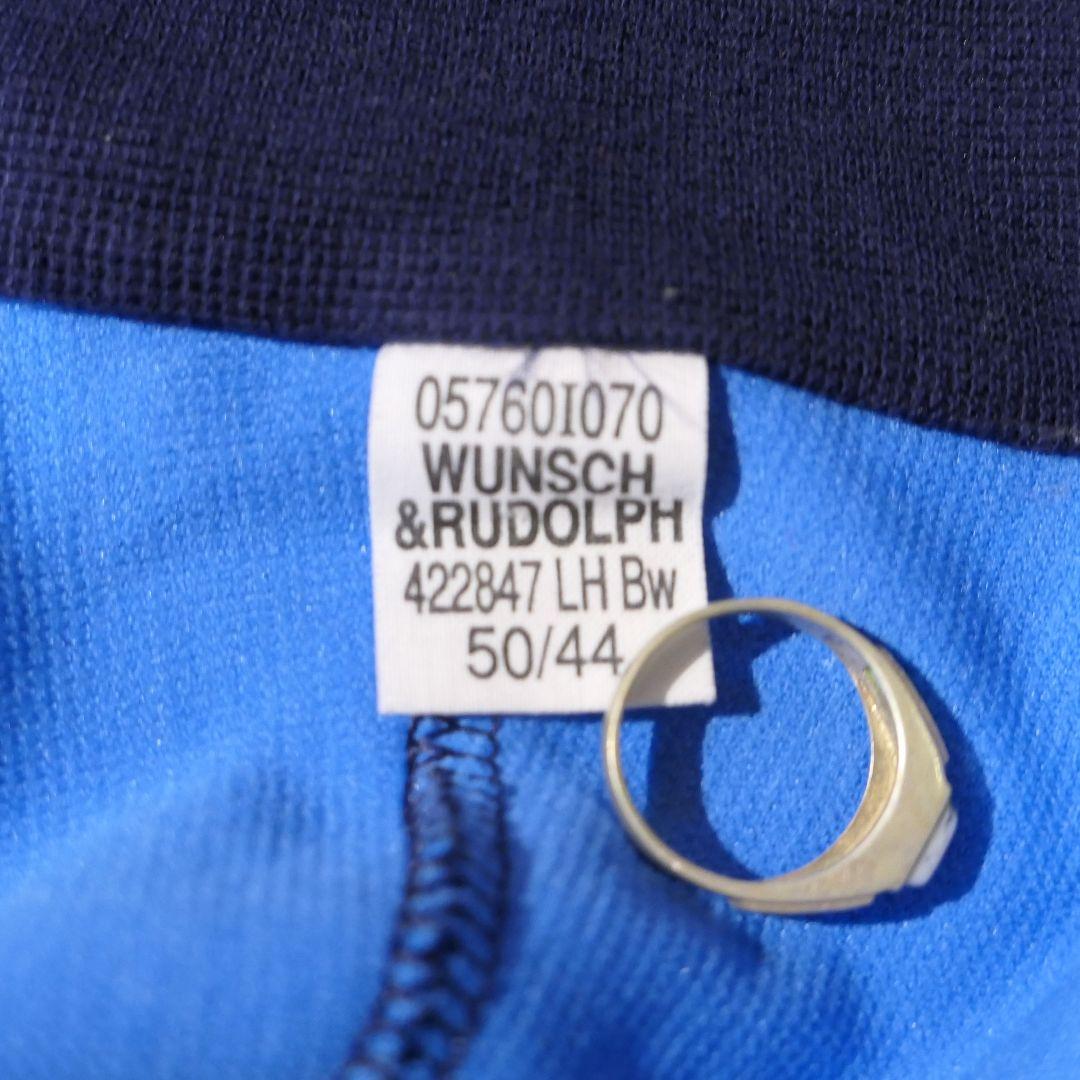 05760I070
WUNSCH
&RUDOLPH
422847 LH Bw
50/44